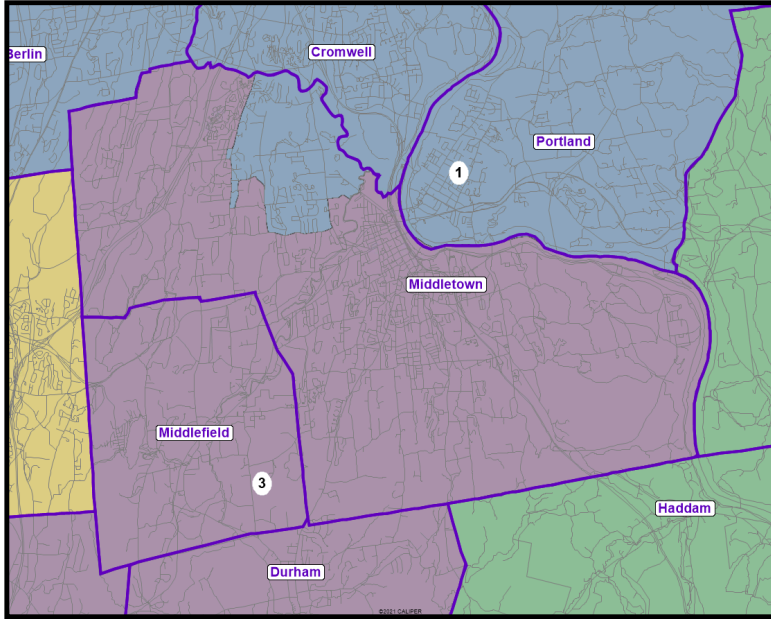 Berlin
Cromwell
Portland
1
Middletown
Middlefield
3
Haddam
Durham
©2021 CALIPER